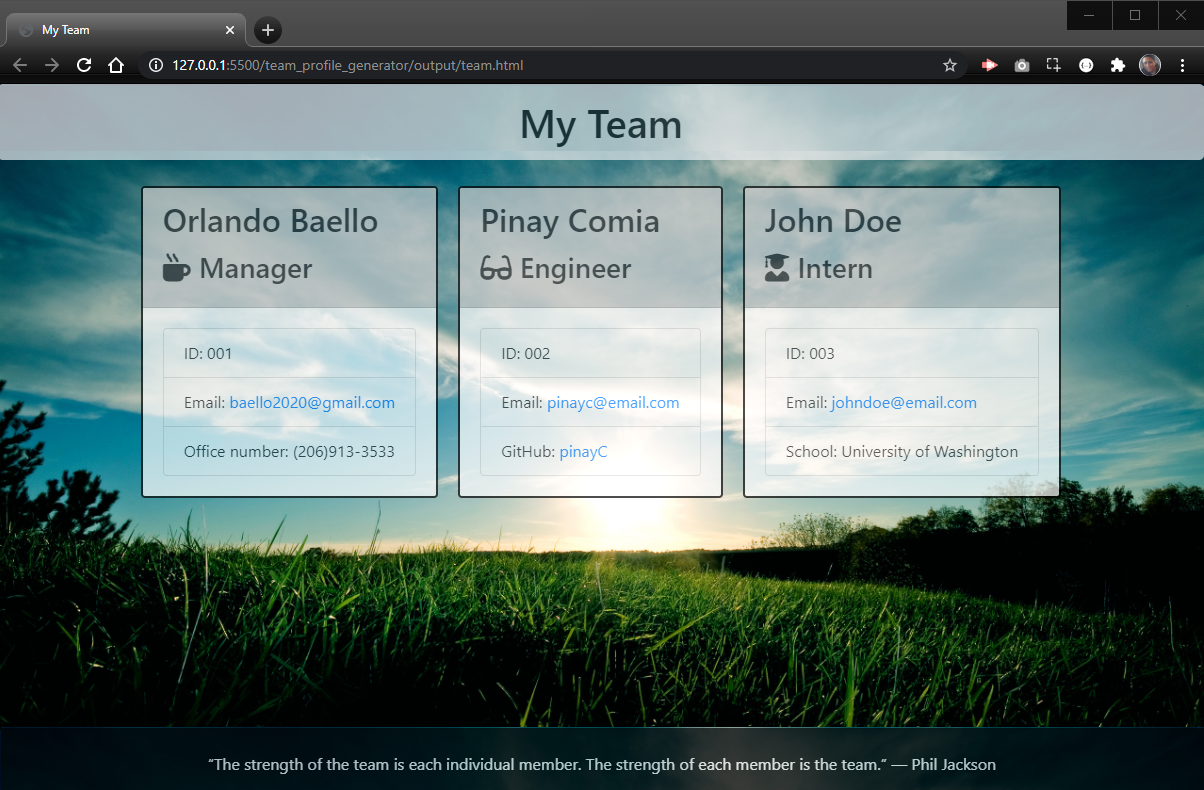 My Team
127.0.0.1:5500/team_profile_generator/output/team.html
My Team
Orlando Baello
Manager
ID: 001
Email: baello2020@gmail.com
Office number: (206)913-3533
Pinay Comia
Engineer
ID: 002
Email: pinayc@email.com
GitHub: pinayC
John Doe
Intern
ID: 003
Email: johndoe@email.com
School: University of Washington
"The strength of the team is each individual member. The strength of each member is the team." — Phil Jackson